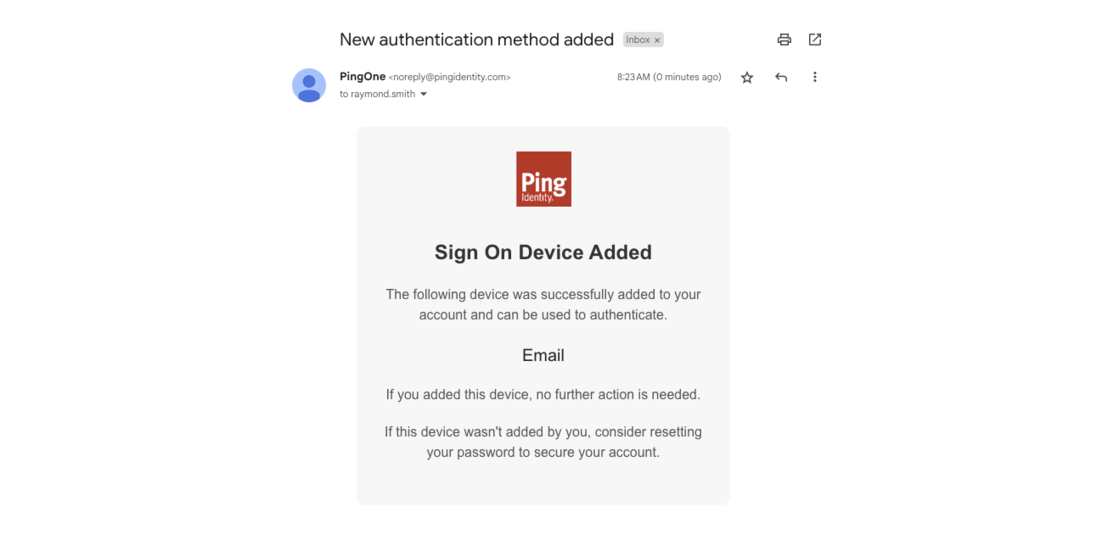 New authentication method added Inbox ×
PingOne <noreply@pingidentity.com> 8:23 AM (0 minutes ago)
to raymond.smith
Ping
Identity.
Sign On Device Added
The following device was successfully added to your
account and can be used to authenticate.
Email
If you added this device, no further action is needed.
If this device wasn't added by you, consider resetting
your password to secure your account.